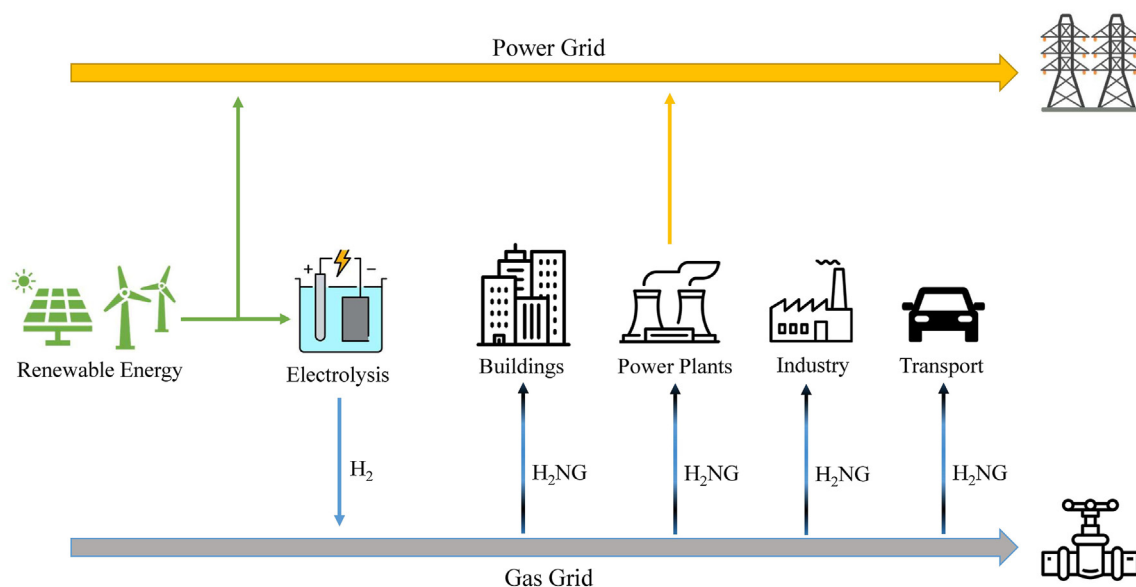 Power Grid
+ −
Renewable Energy
Electrolysis
Buildings
Power Plants
Industry
Transport
H₂
H₂NG
H₂NG
H₂NG
H₂NG
Gas Grid